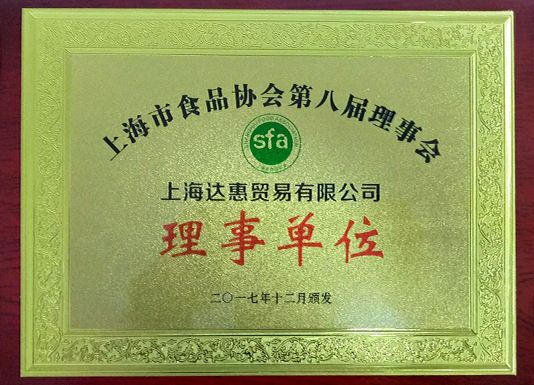 上海市食品协会第八届理事会
sfa
上海达惠贸易有限公司
理事单位
二〇一七年十二月颁发